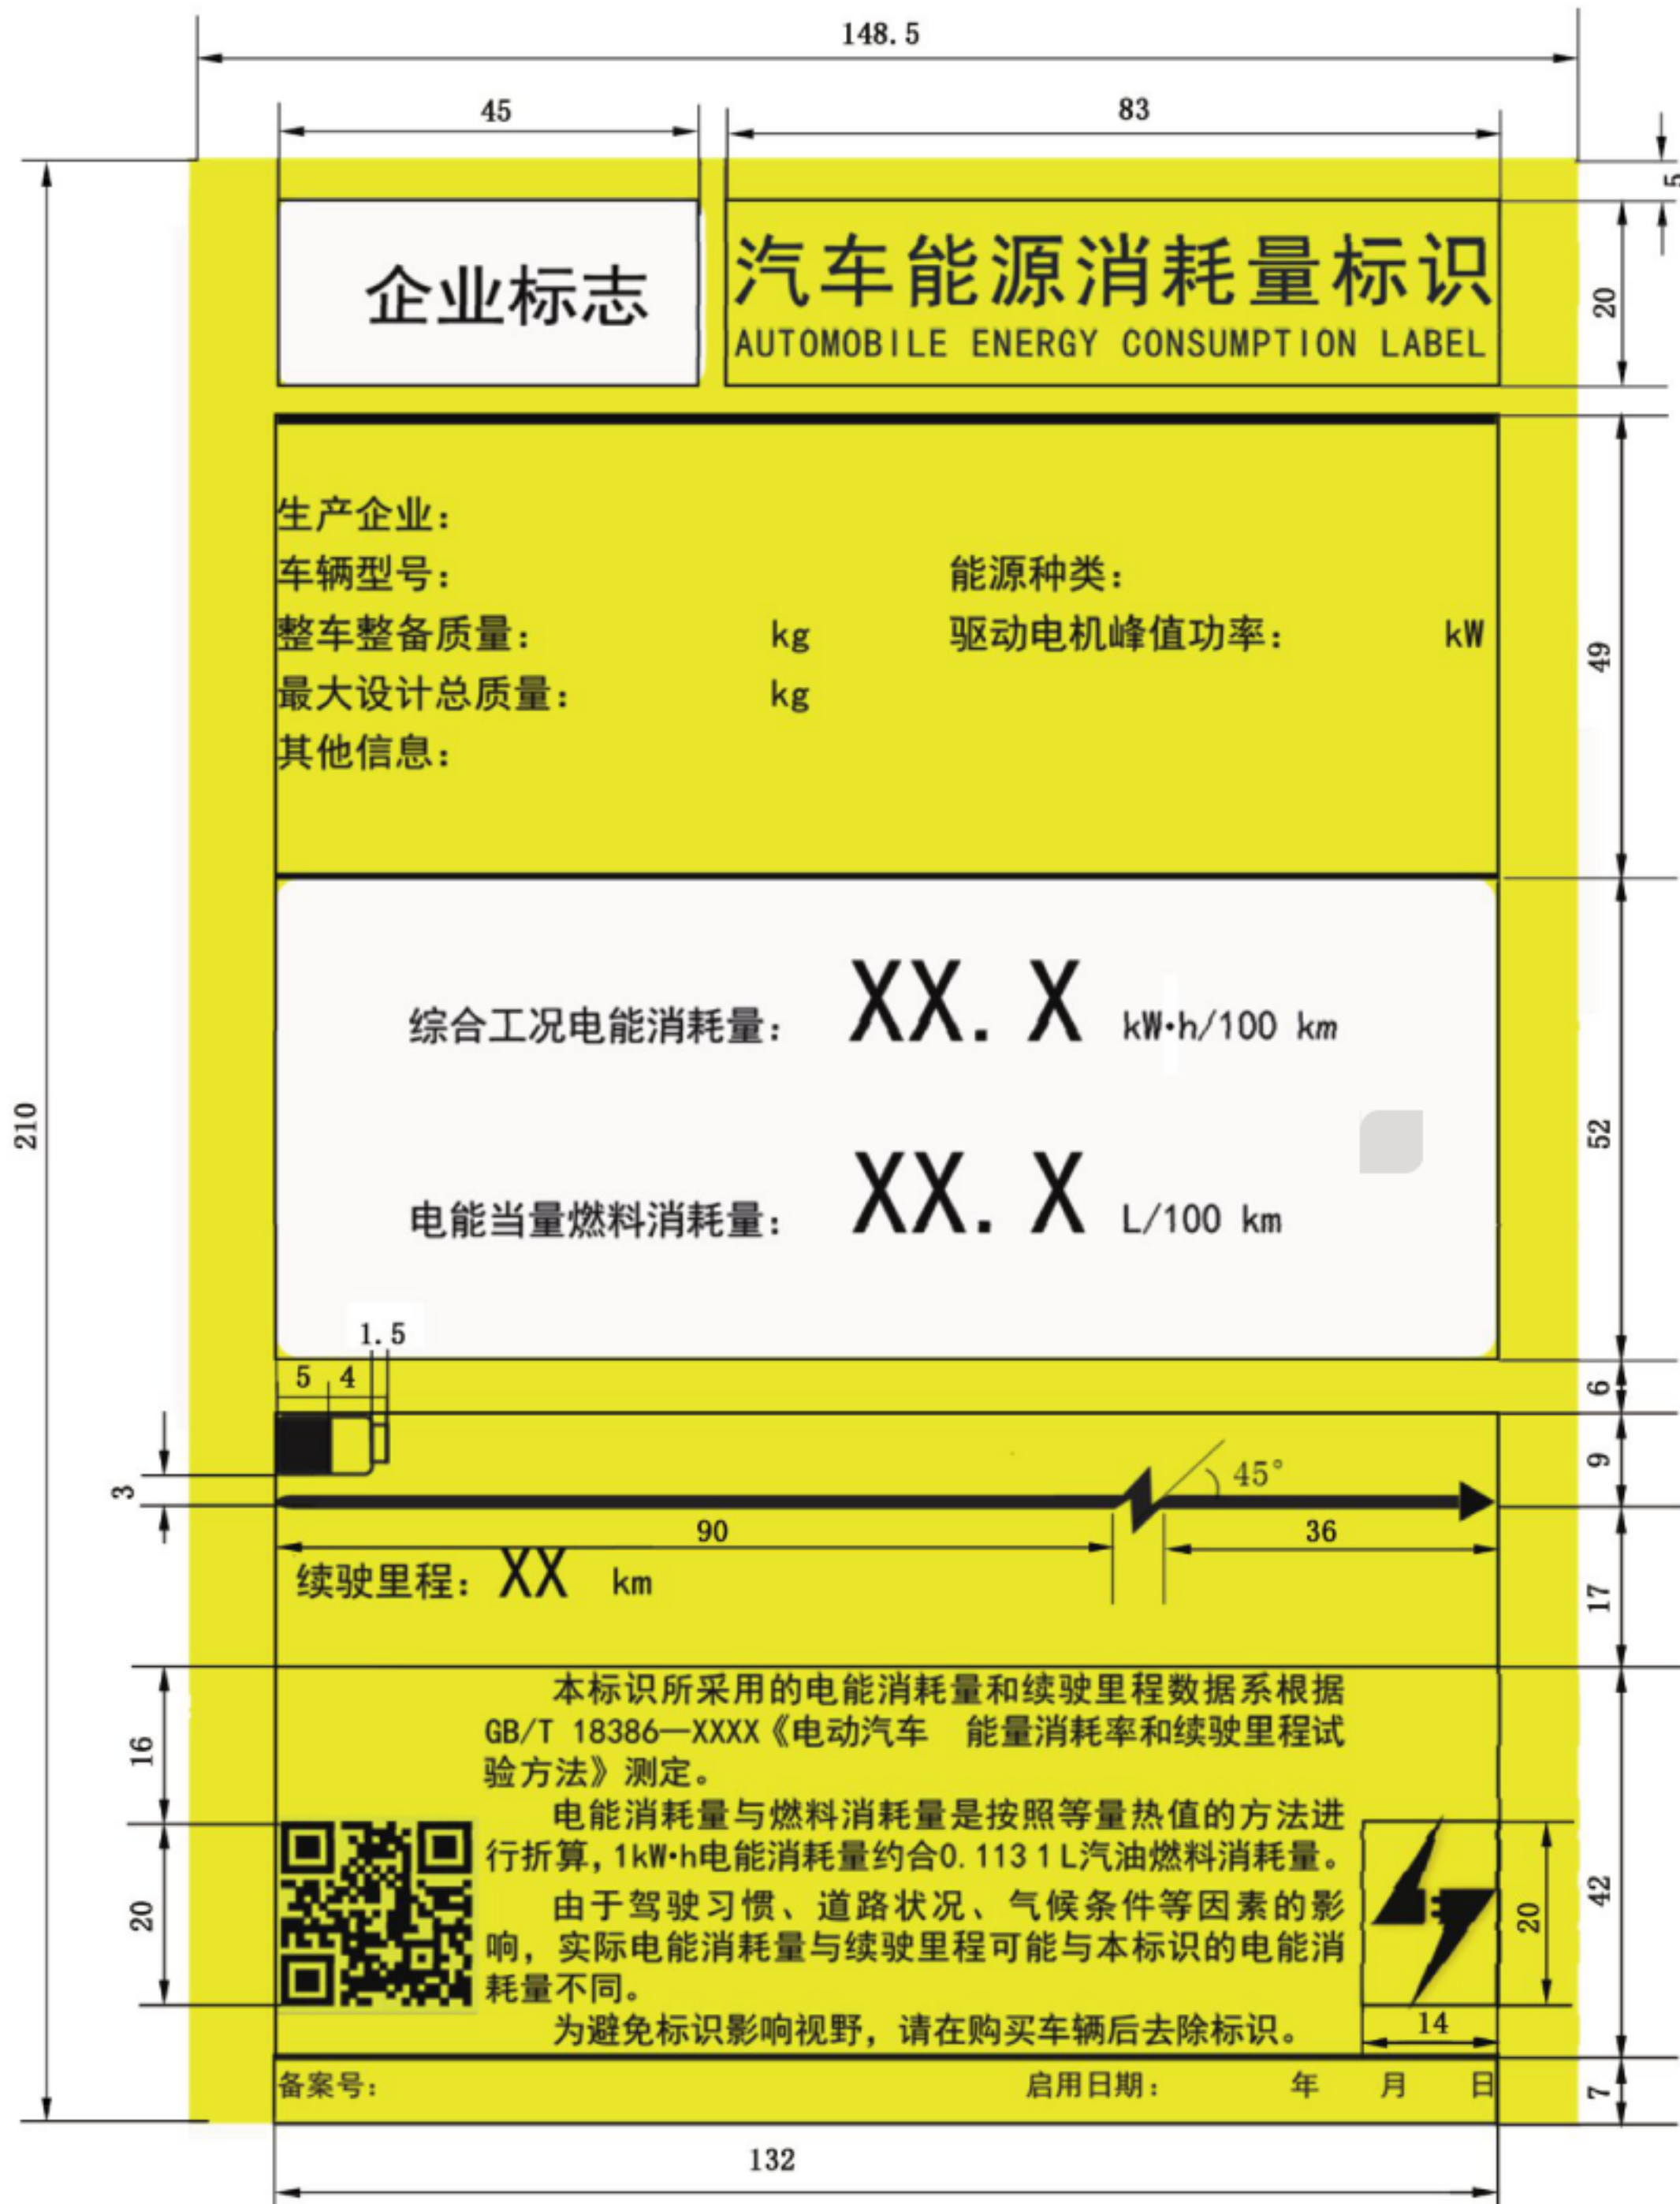 148.5
45
83
5
企业标志
汽车能源消耗量标识
AUTOMOBILE ENERGY CONSUMPTION LABEL
20
生产企业：
车辆型号：
能源种类：
整车整备质量： kg
驱动电机峰值功率： kW
最大设计总质量： kg
其他信息：
49
综合工况电能消耗量： XX.X kW·h/100 km
电能当量燃料消耗量： XX.X L/100 km
210
52
1.5
5 4
6
9
3
45°
90
36
续驶里程：XX km
17
本标识所采用的电能消耗量和续驶里程数据系根据
GB/T 18386—XXXX《电动汽车 能量消耗率和续驶里程试
验方法》测定。
电能消耗量与燃料消耗量是按照等量热值的方法进
行折算，1kW·h电能消耗量约合0.1131L汽油燃料消耗量。
由于驾驶习惯、道路状况、气候条件等因素的影
响，实际电能消耗量与续驶里程可能与本标识的电能消
耗量不同。
为避免标识影响视野，请在购买车辆后去除标识。
16
20
20
42
14
备案号：
启用日期： 年 月 日
7
132